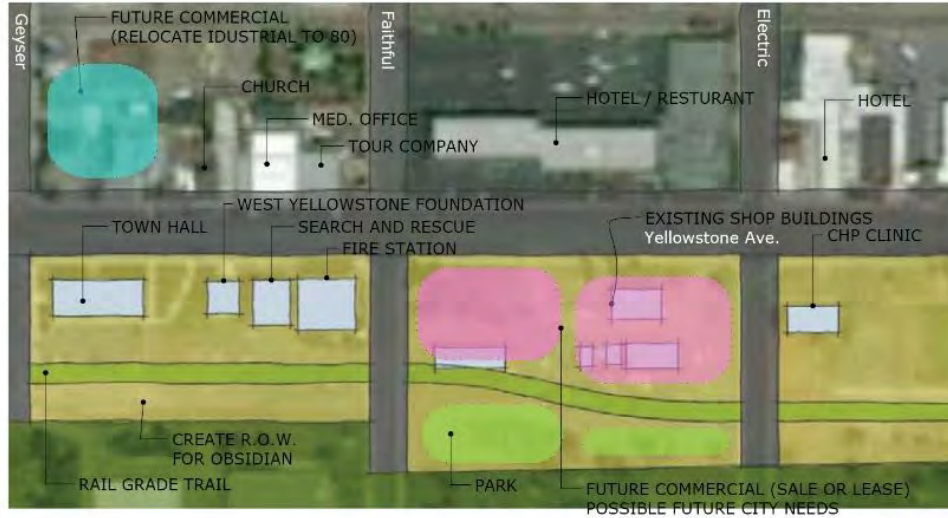 Geyser
FUTURE COMMERCIAL
(RELOCATE IDUSTRIAL TO 80)
Faithful
Electric
CHURCH
MED. OFFICE
TOUR COMPANY
HOTEL / RESTURANT
HOTEL
WEST YELLOWSTONE FOUNDATION
TOWN HALL
SEARCH AND RESCUE
FIRE STATION
EXISTING SHOP BUILDINGS
Yellowstone Ave.
CHP CLINIC
CREATE R.O.W.
FOR OBSIDIAN
RAIL GRADE TRAIL
PARK
FUTURE COMMERCIAL (SALE OR LEASE)
POSSIBLE FUTURE CITY NEEDS